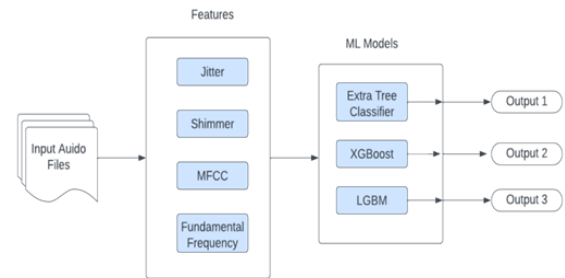 Features
ML Models
Input Auido
Files
Jitter
Shimmer
MFCC
Fundamental
Frequency
Extra Tree
Classifier
XGBoost
LGBM
Output 1
Output 2
Output 3